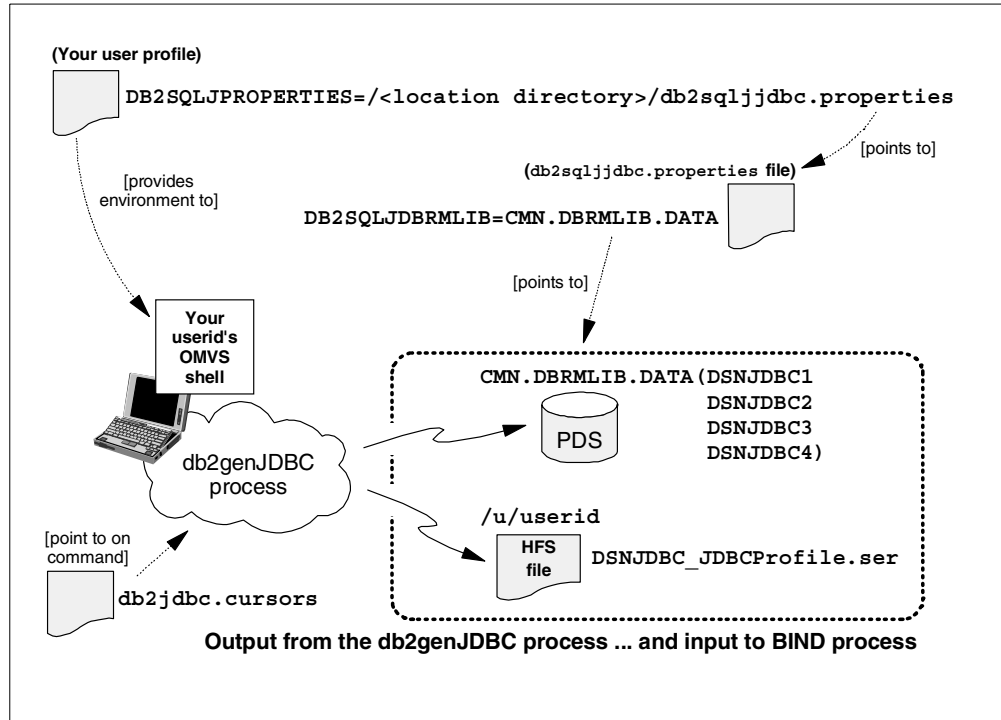 (Your user profile)
DB2SQLJPROPERTIES=/<location directory>/db2sqljjdbc.properties
[points to]
[provides
environment to]
(db2sqljjdbc.properties file)
DB2SQLJDBRMLIB=CMN.DBRMLIB.DATA
[points to]
Your
userid's
OMVS
shell
CMN.DBRMLIB.DATA(DSNJDBC1
DSNJDBC2
DSNJDBC3
DSNJDBC4)
PDS
db2genJDBC
process
/u/userid
HFS
file
DSNJDBC_JDBCProfile.ser
[point to on
command]
db2jdbc.cursors
Output from the db2genJDBC process ... and input to BIND process